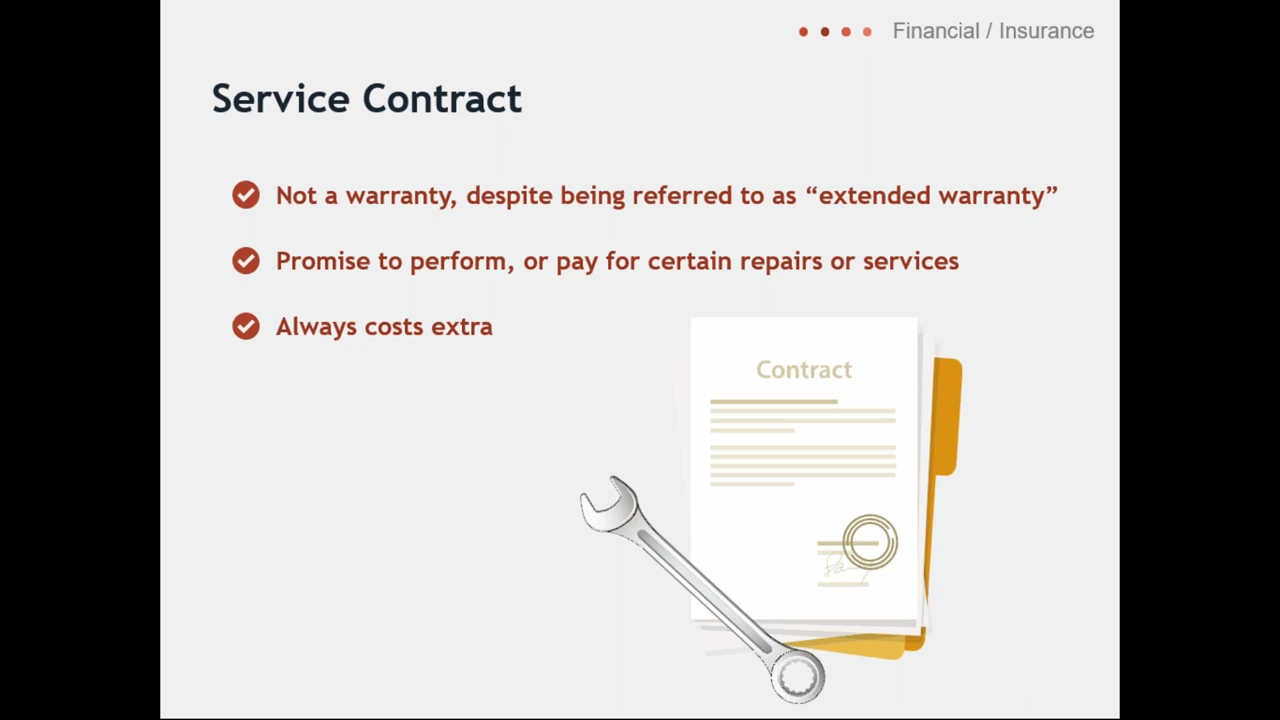 Financial / Insurance
Service Contract
Not a warranty, despite being referred to as “extended warranty”
Promise to perform, or pay for certain repairs or services
Always costs extra
Contract